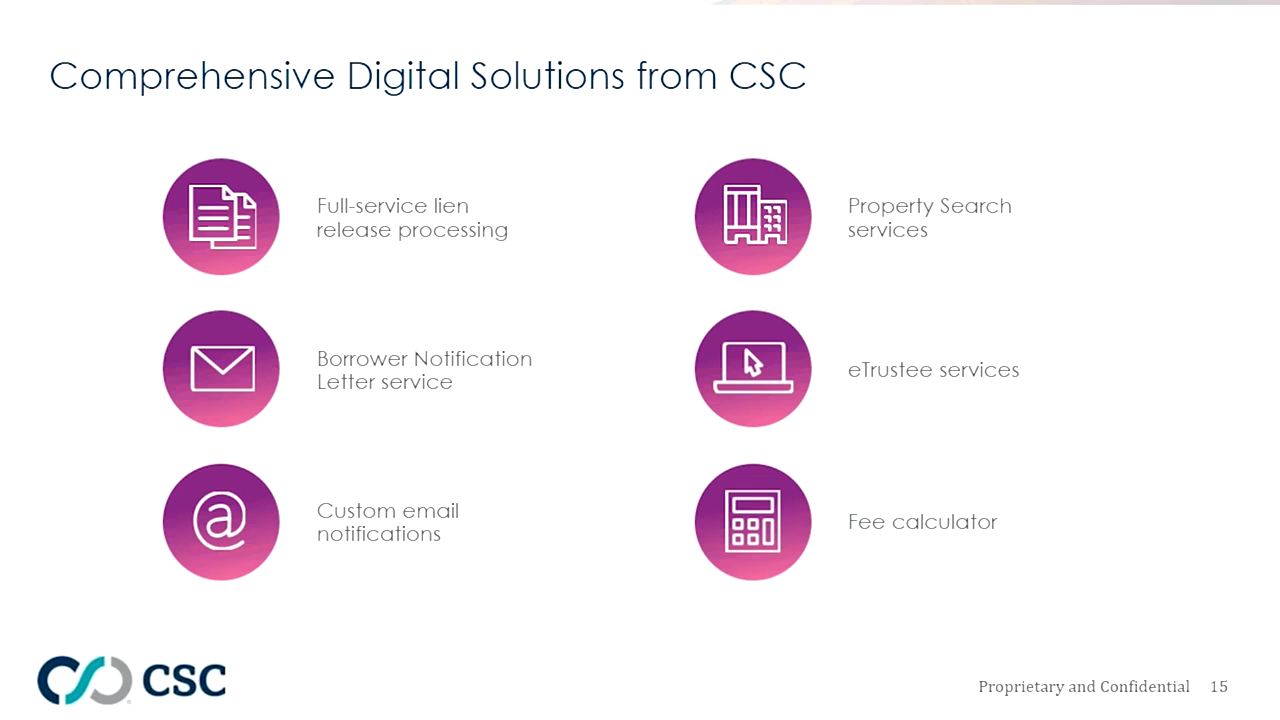 Comprehensive Digital Solutions from CSC
Full-service lien
release processing
Property Search
services
Borrower Notification
Letter service
eTrustee services
@
Custom email
notifications
Fee calculator
CSC
Proprietary and Confidential 15